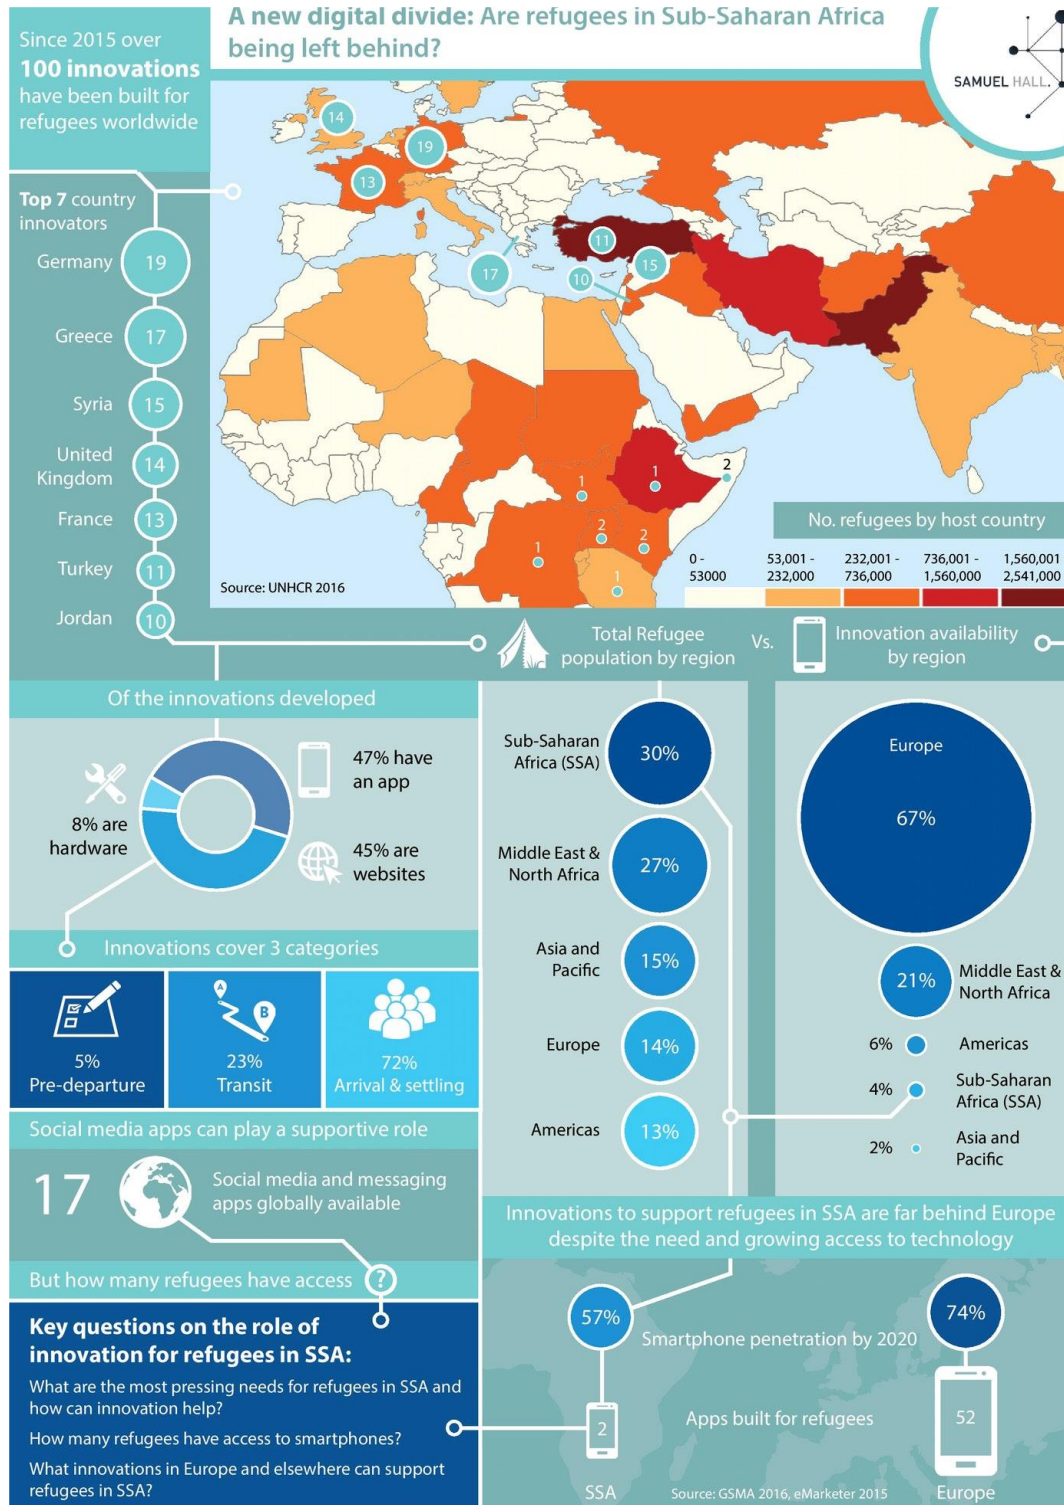 Since 2015 over
100 innovations
have been built for
refugees worldwide
A new digital divide: Are refugees in Sub-Saharan Africa
being left behind?
SAMUEL HALL.
Top 7 country
innovators
Germany 19
Greece 17
Syria 15
United
Kingdom 14
France 13
Turkey 11
Jordan 10
14
19
13
11
17
15
10
1
1
2
2
2
1
1
Source: UNHCR 2016
No. refugees by host country
0 -
53000
53,001 -
232,000
232,001 -
736,000
736,001 -
1,560,000
1,560,001
2,541,000
Total Refugee
population by region
Vs.
Innovation availability
by region
Of the innovations developed
47% have
an app
8% are
hardware
45% are
websites
Innovations cover 3 categories
5%
Pre-departure
A
B
23%
Transit
72%
Arrival & settling
Social media apps can play a supportive role
17
Social media and messaging
apps globally available
But how many refugees have access ?
Key questions on the role of
innovation for refugees in SSA:
What are the most pressing needs for refugees in SSA and
how can innovation help?
How many refugees have access to smartphones?
What innovations in Europe and elsewhere can support
refugees in SSA?
Sub-Saharan
Africa (SSA)
30%
Middle East &
North Africa
27%
Asia and
Pacific
15%
Europe
14%
Americas
13%
Europe
67%
21%
Middle East &
North Africa
6% Americas
4%
Sub-Saharan
Africa (SSA)
2%
Asia and
Pacific
Innovations to support refugees in SSA are far behind Europe
despite the need and growing access to technology
57%
Smartphone penetration by 2020
74%
2
Apps built for refugees
52
SSA
Source: GSMA 2016, eMarketer 2015
Europe